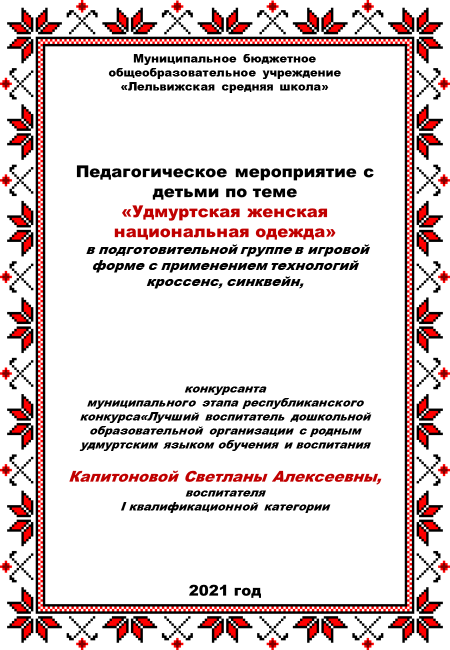 Муниципальное бюджетное
общеобразовательное учреждение
«Лельвижская средняя школа»
Педагогическое мероприятие с
детьми по теме
«Удмуртская женская
национальная одежда»
в подготовительной группе в игровой
форме с применением технологий
кроссенс, синквейн,
конкурсанта
муниципального этапа республиканского
конкурса«Лучший воспитатель дошкольной
образовательной организации с родным
удмуртским языком обучения и воспитания
Капитоновой Светланы Алексеевны,
воспитателя
I квалификационной категории
2021 год